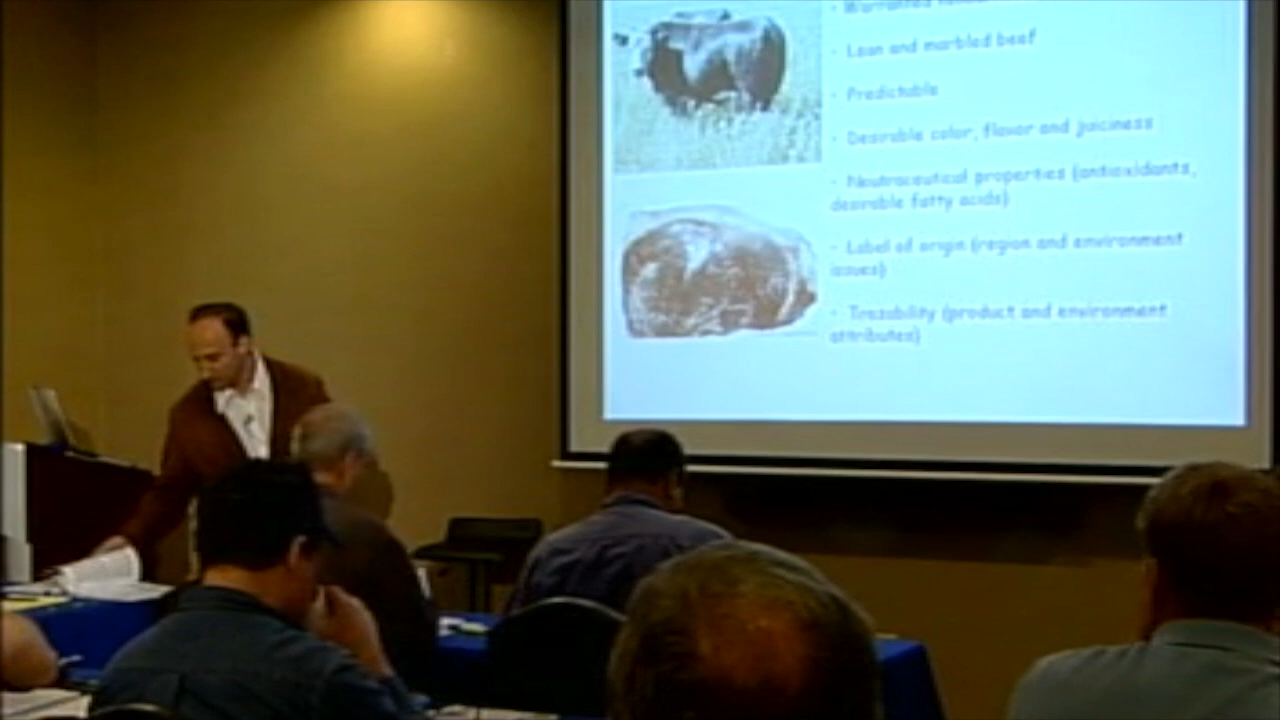 - Lean and marbled beef
- Predictable
- Desirable color, flavor and juiciness
- Neutraceutical properties (antioxidants,
desirable fatty acids)
- Label of origin (region and environment
issues)
- Trazability (product and environment
attributes)